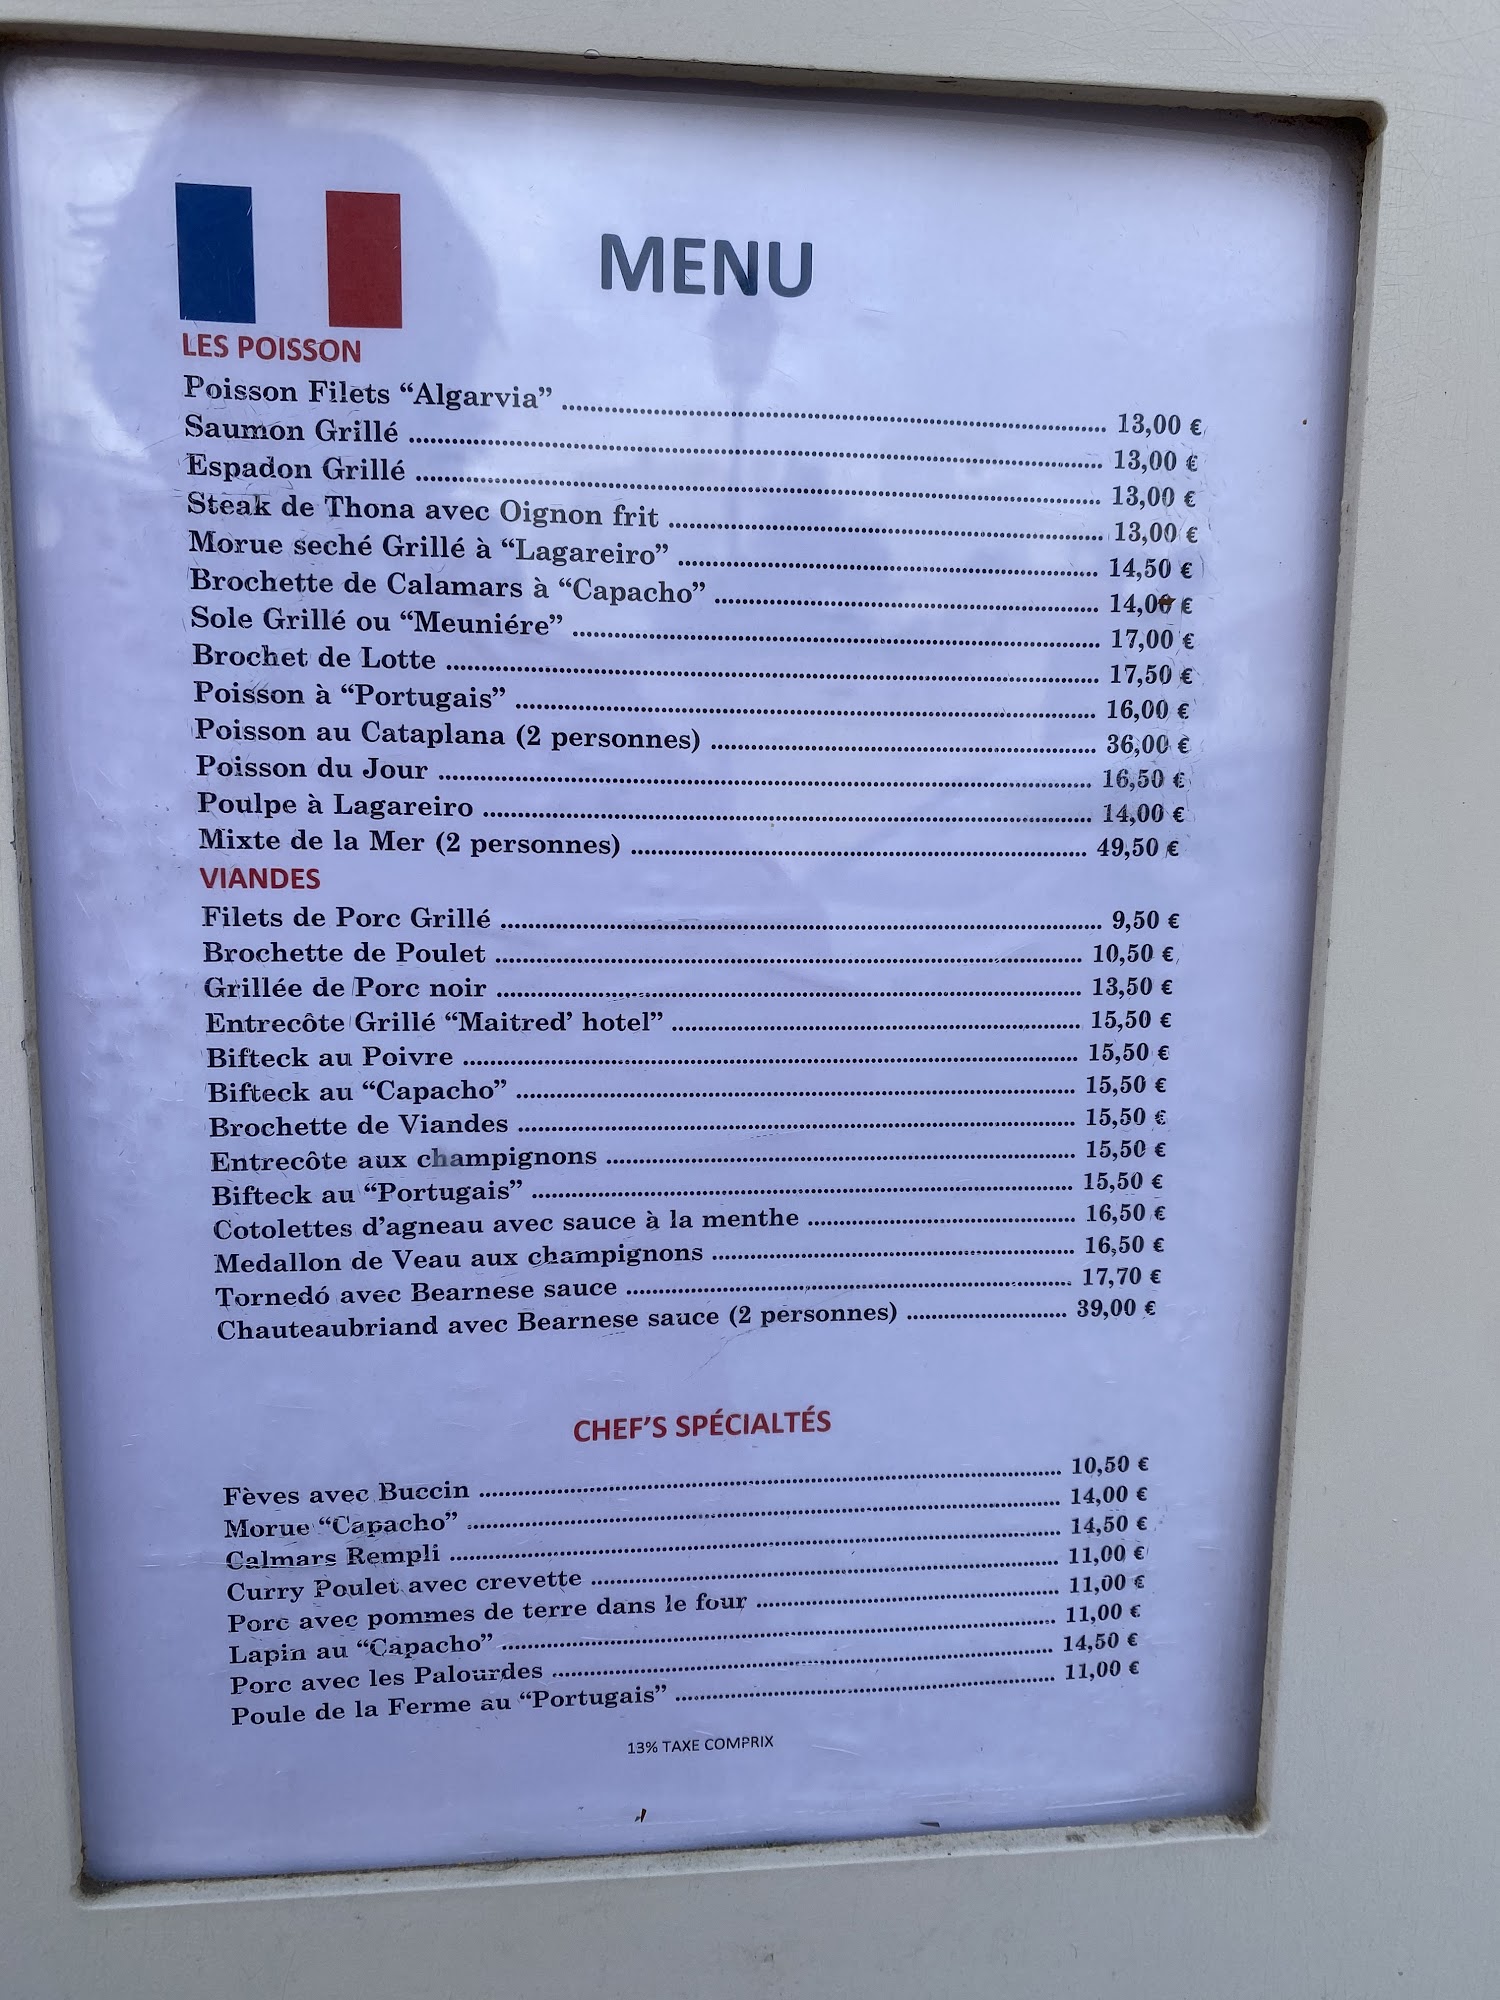 MENU
LES POISSON
Poisson Filets “Algarvia” 13,00 €
Saumon Grillé 13,00 €
Espadon Grillé 13,00 €
Steak de Thona avec Oignon frit 13,00 €
Morue seché Grillé à “Lagareiro” 14,50 €
Brochette de Calamars à “Capacho” 14,00 €
Sole Grillé ou “Meuniére” 17,00 €
Brochet de Lotte 17,50 €
Poisson à “Portugais” 16,00 €
Poisson au Cataplana (2 personnes) 36,00 €
Poisson du Jour 16,50 €
Poulpe à Lagareiro 14,00 €
Mixte de la Mer (2 personnes) 49,50 €
VIANDES
Filets de Porc Grillé 9,50 €
Brochette de Poulet 10,50 €
Grillée de Porc noir 13,50 €
Entrecôte Grillé “Maitred’ hotel” 15,50 €
Bifteck au Poivre 15,50 €
Bifteck au “Capacho” 15,50 €
Brochette de Viandes 15,50 €
Entrecôte aux champignons 15,50 €
Bifteck au “Portugais” 15,50 €
Cotolettes d’agneau avec sauce à la menthe 16,50 €
Medallon de Veau aux champignons 16,50 €
Tornedó avec Bearnese sauce 17,70 €
Chauteaubriand avec Bearnese sauce (2 personnes) 39,00 €
CHEF’S SPÉCIALTÉS
Fèves avec Buccin 10,50 €
Morue “Capacho” 14,00 €
Calmars Rempli 14,50 €
Curry Poulet avec crevette 11,00 €
Porc avec pommes de terre dans le four 11,00 €
Lapin au “Capacho” 11,00 €
Porc avec les Palourdes 14,50 €
Poule de la Ferme au “Portugais” 11,00 €
13% TAXE COMPRIX